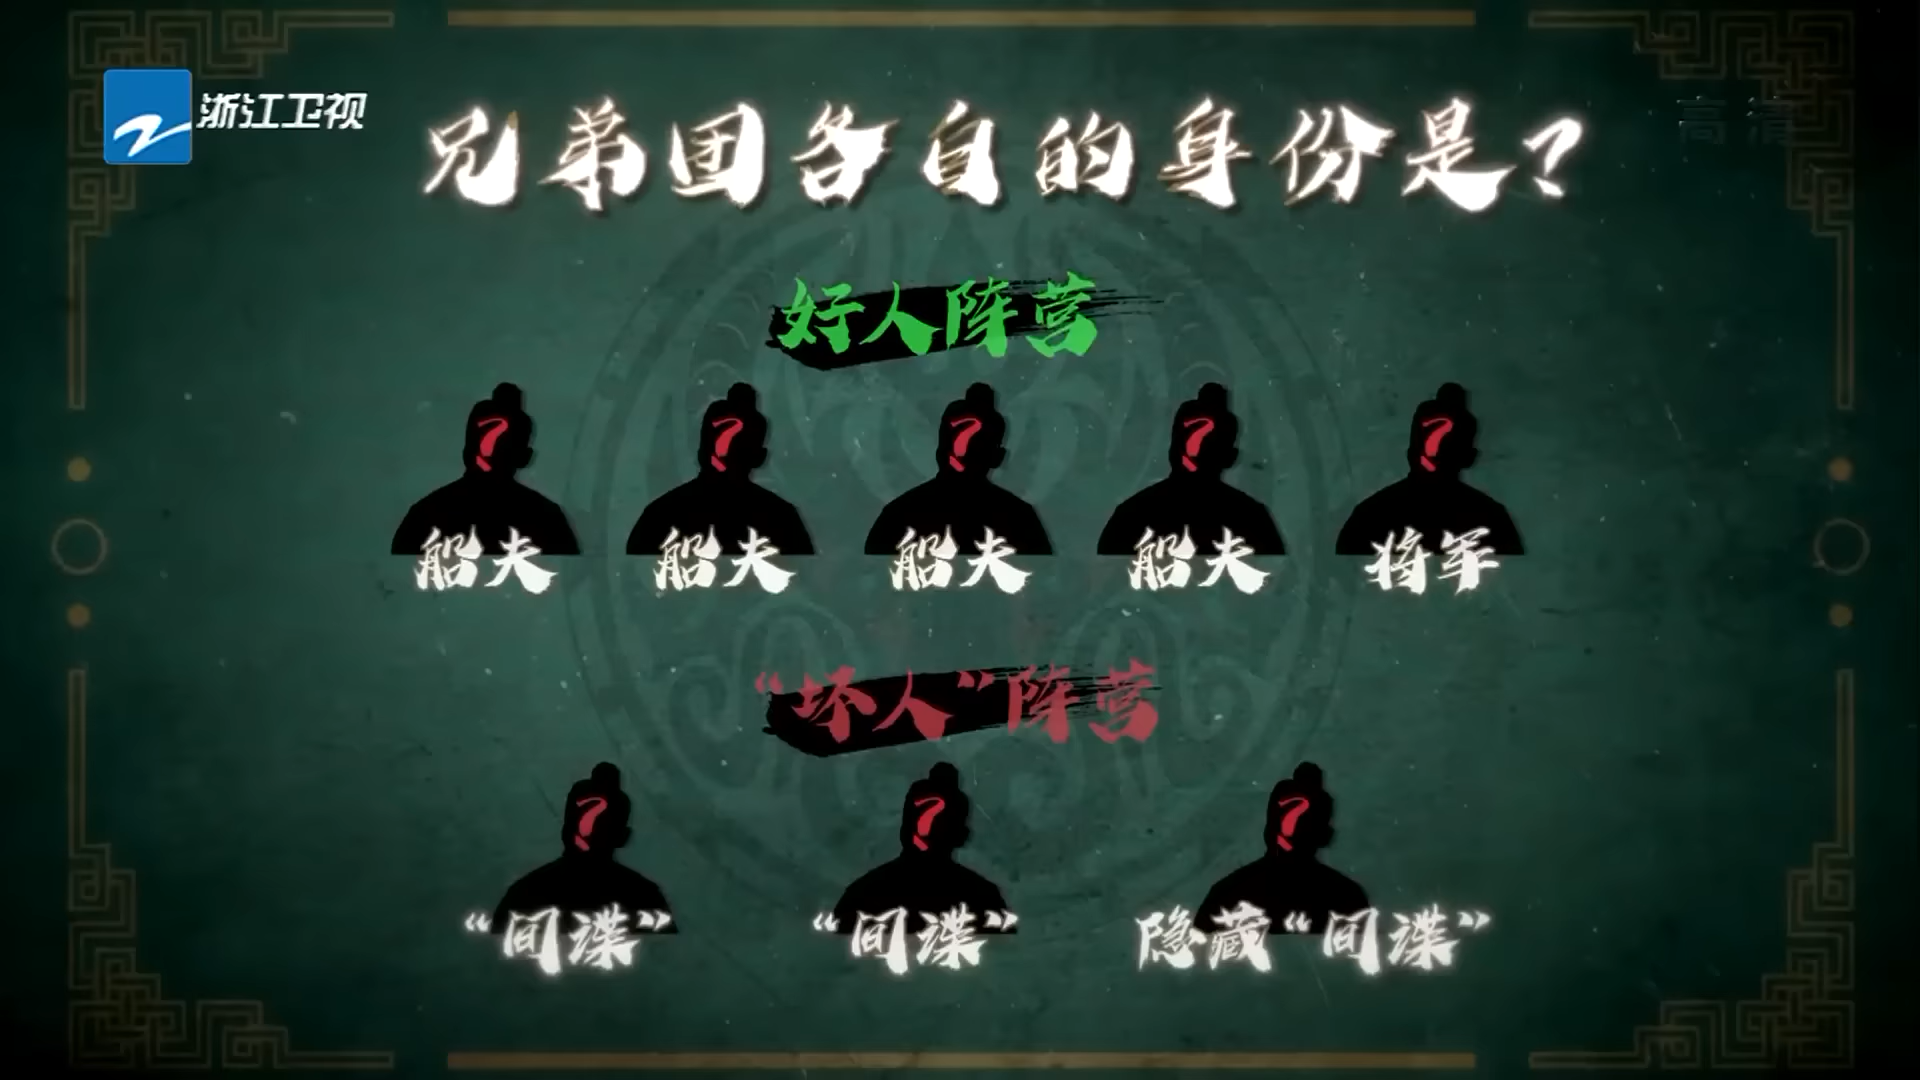 浙江卫视
兄弟团各自的身份是?
高清
好人阵营
? ? ? ? ?
船夫 船夫 船夫 船夫 将军
“坏人”阵营
? ? ?
“间谍” “间谍” 隐藏“间谍”